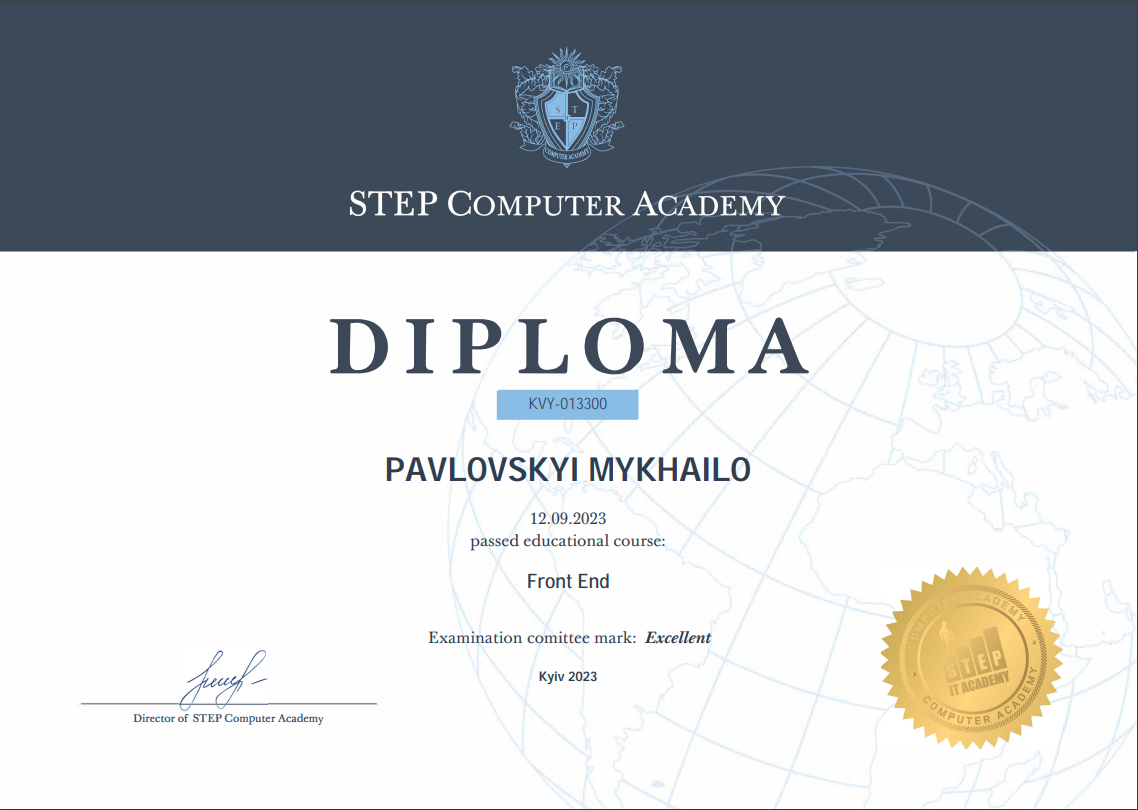 S T
E P
COMPUTER ACADEMY
STEP COMPUTER ACADEMY
DIPLOMA
KVY-013300
PAVLOVSKYI MYKHAILO
12.09.2023
passed educational course:
Front End
Examination comittee mark: Excellent
Kyiv 2023
Director of STEP Computer Academy
COMPUTER ACADEMY
STEP
IT ACADEMY
COMPUTER ACADEMY